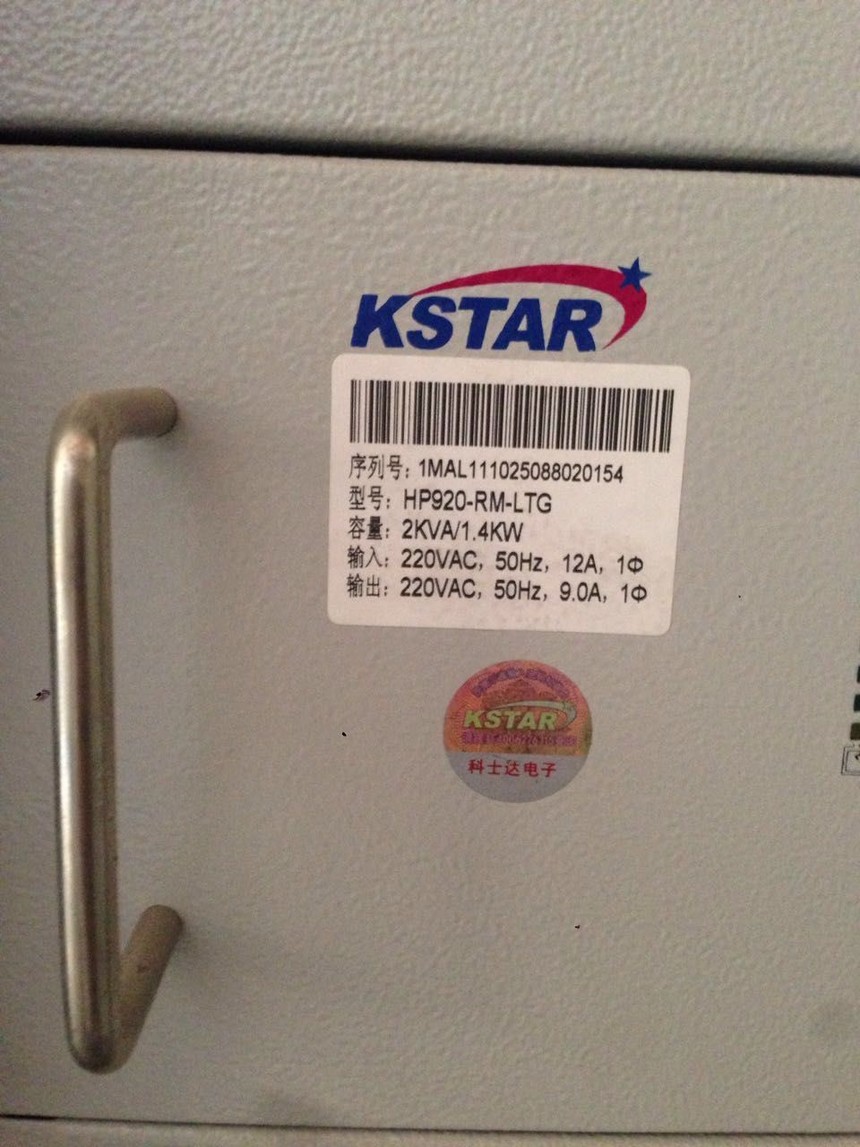 KSTAR
序列号: 1MAL111025088020154
型号: HP920-RM-LTG
容量: 2KVA/1.4KW
输入: 220VAC, 50Hz, 12A, 1Φ
输出: 220VAC, 50Hz, 9.0A, 1Φ
KSTAR
科士达电子